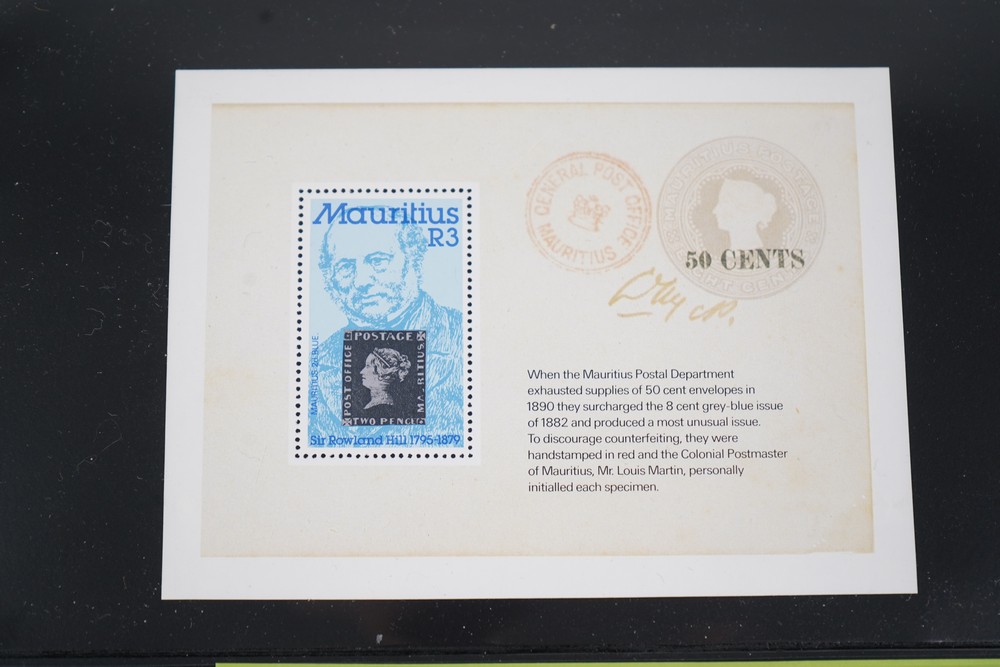 Mauritius
R3
MAURITIUS 2d BLUE
POSTAGE
POST OFFICE
MAURITIUS
TWO PENCE
Sir Rowland Hill 1795-1879
GENERAL POST OFFICE
MAURITIUS
MAURITIUS POSTAGE
50 CENTS
When the Mauritius Postal Department
exhausted supplies of 50 cent envelopes in
1890 they surcharged the 8 cent grey-blue issue
of 1882 and produced a most unusual issue.
To discourage counterfeiting, they were
handstamped in red and the Colonial Postmaster
of Mauritius, Mr. Louis Martin, personally
initialled each specimen.